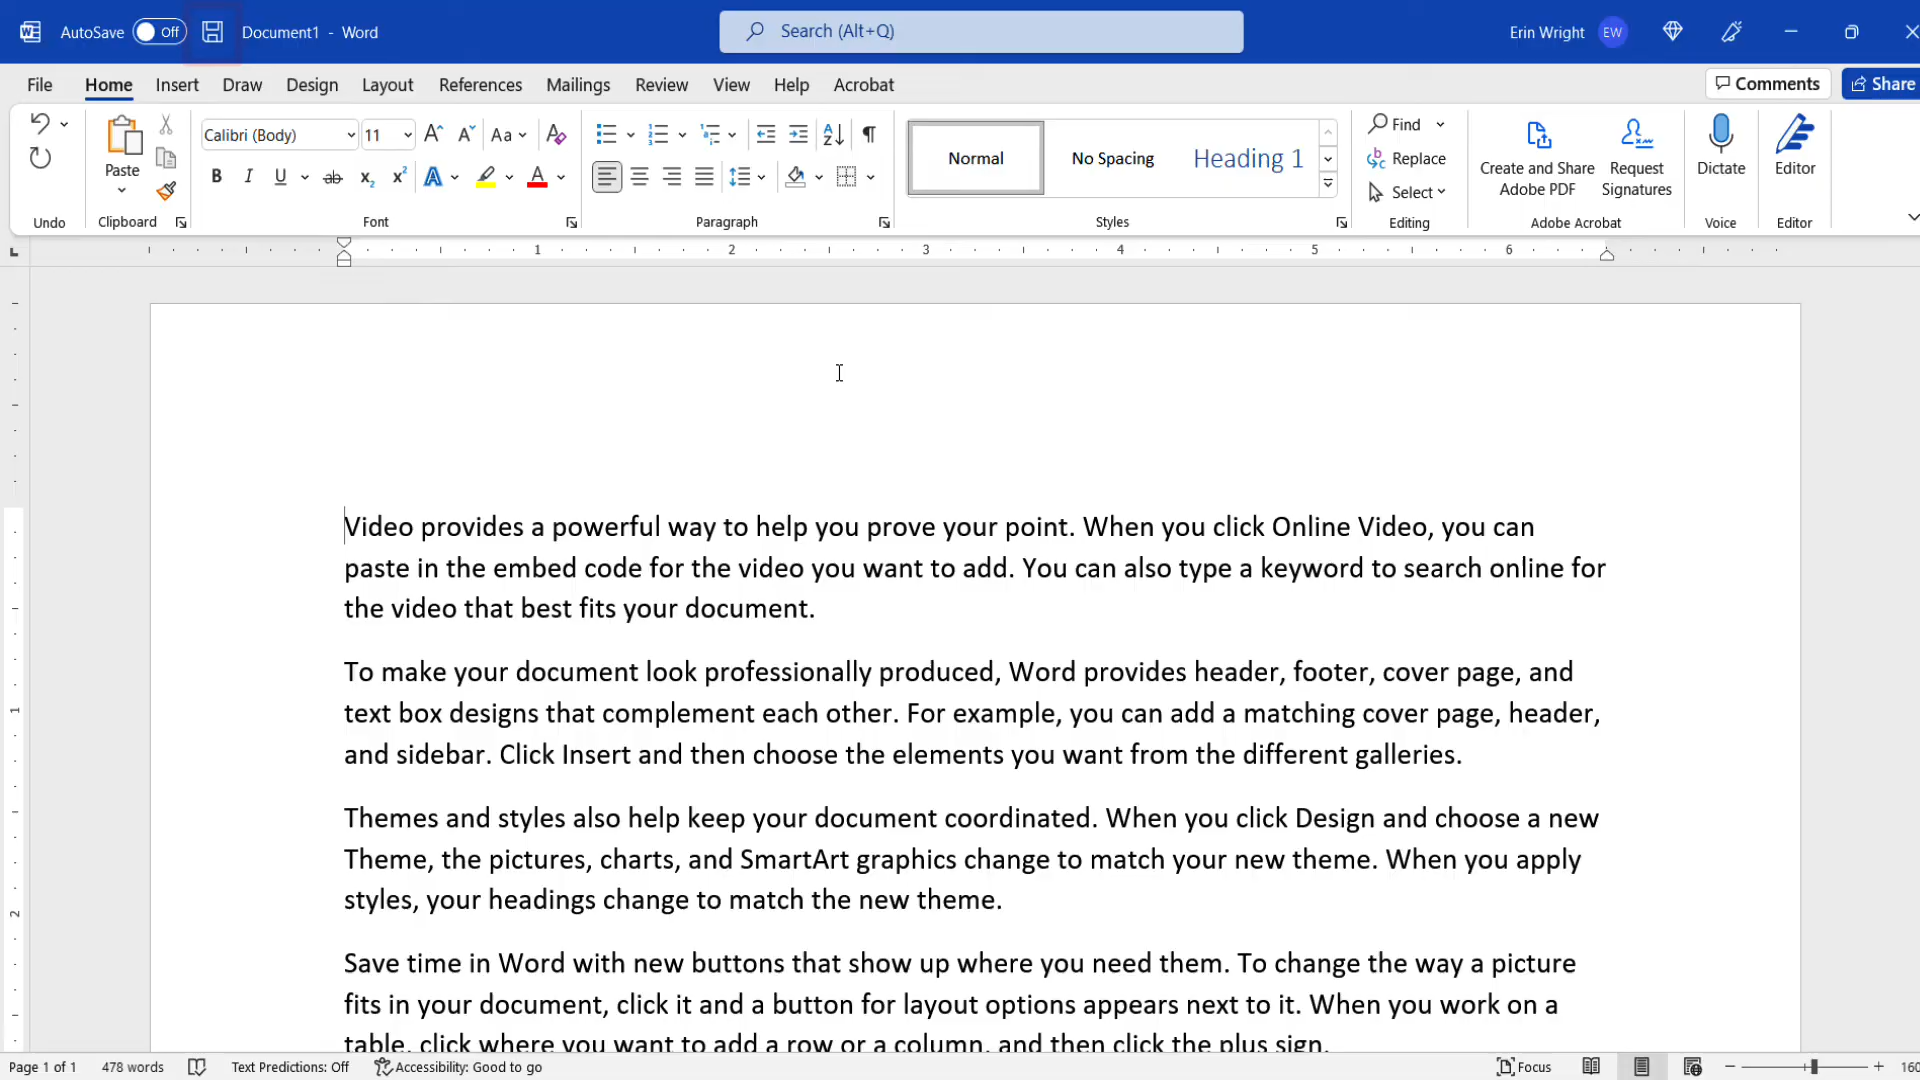 AutoSave Off Document1 - Word Search (Alt+Q) Erin Wright EW
File Home Insert Draw Design Layout References Mailings Review View Help Acrobat Comments Share
Paste
Calibri (Body) 11 Aa
B I U ab x₂ x² A A
Normal No Spacing Heading 1
Find
Replace
Select
Create and Share
Adobe PDF
Request
Signatures
Dictate
Editor
Undo Clipboard Font Paragraph Styles Editing Adobe Acrobat Voice Editor
1 2 3 4 5 6
Video provides a powerful way to help you prove your point. When you click Online Video, you can
paste in the embed code for the video you want to add. You can also type a keyword to search online for
the video that best fits your document.
To make your document look professionally produced, Word provides header, footer, cover page, and
text box designs that complement each other. For example, you can add a matching cover page, header,
and sidebar. Click Insert and then choose the elements you want from the different galleries.
Themes and styles also help keep your document coordinated. When you click Design and choose a new
Theme, the pictures, charts, and SmartArt graphics change to match your new theme. When you apply
styles, your headings change to match the new theme.
Save time in Word with new buttons that show up where you need them. To change the way a picture
fits in your document, click it and a button for layout options appears next to it. When you work on a
table, click where you want to add a row or a column, and then click the plus sign.
1
2
Page 1 of 1 478 words Text Predictions: Off Accessibility: Good to go Focus 160